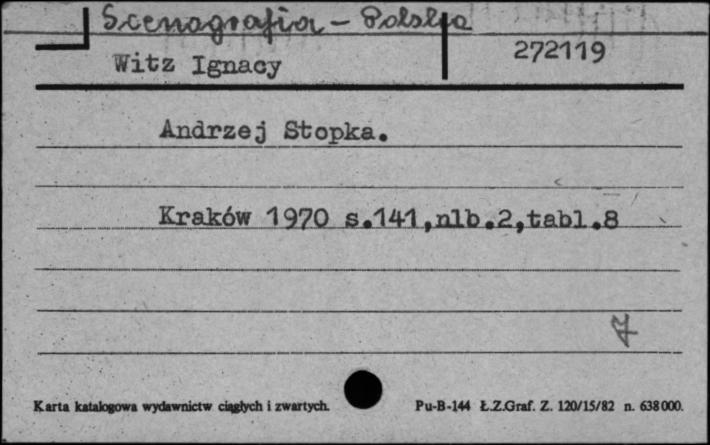 Scenografia - Polska
Witz Ignacy 272119
Andrzej Stopka.
Kraków 1970 s.141,nlb.2,tabl.8
Karta katalogowa wydawnictw ciągłych i zwartych. Pu-B-144 Ł.Z.Graf. Z. 120/15/82 n. 638000.